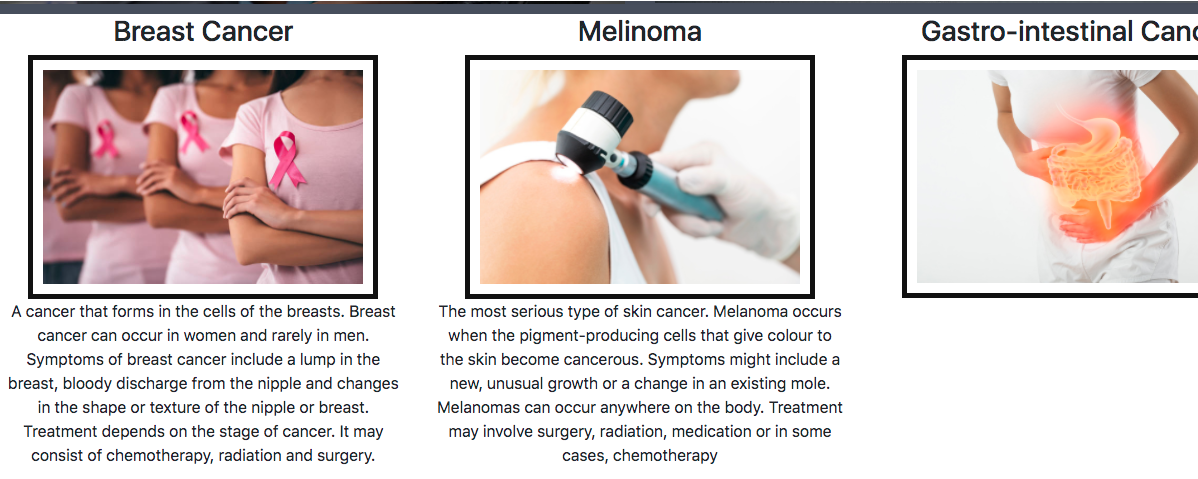 Breast Cancer
A cancer that forms in the cells of the breasts. Breast
cancer can occur in women and rarely in men.
Symptoms of breast cancer include a lump in the
breast, bloody discharge from the nipple and changes
in the shape or texture of the nipple or breast.
Treatment depends on the stage of cancer. It may
consist of chemotherapy, radiation and surgery.
Melinoma
The most serious type of skin cancer. Melanoma occurs
when the pigment-producing cells that give colour to
the skin become cancerous. Symptoms might include a
new, unusual growth or a change in an existing mole.
Melanomas can occur anywhere on the body. Treatment
may involve surgery, radiation, medication or in some
cases, chemotherapy
Gastro-intestinal Canc